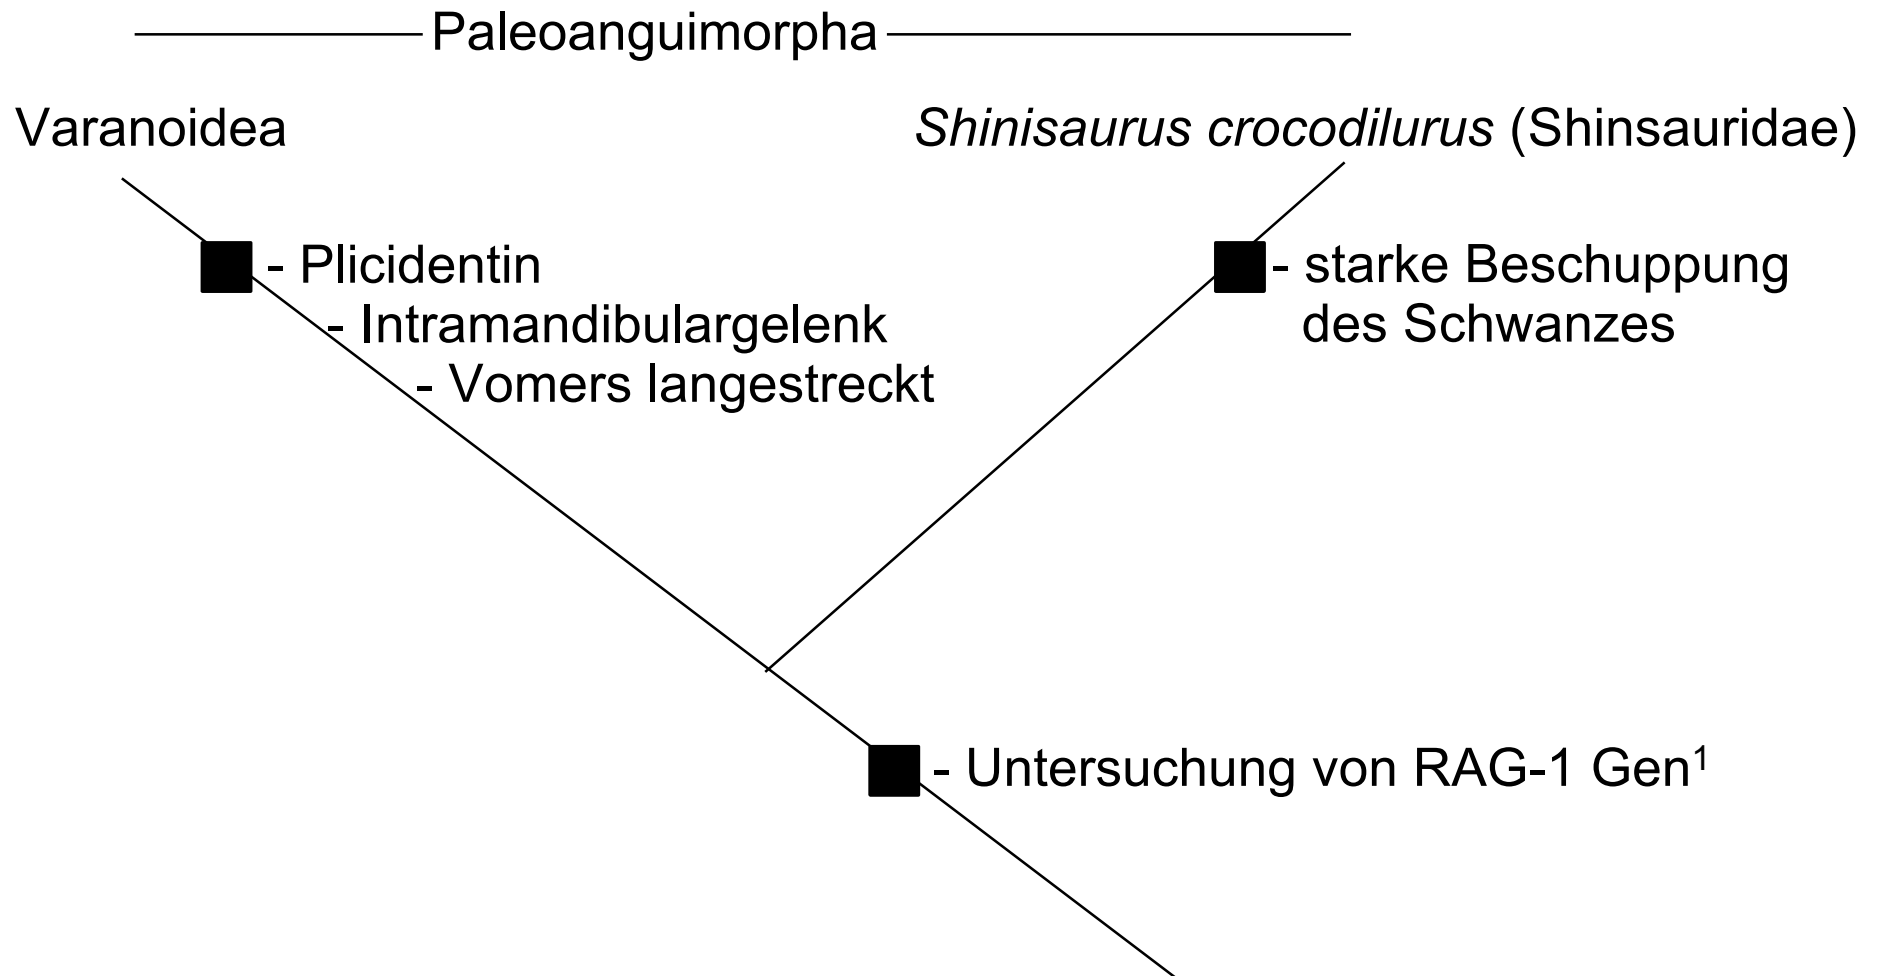 Paleoanguimorpha
Varanoidea
Shinisaurus crocodilurus (Shinsauridae)
- Plicidentin
- Intramandibulargelenk
- Vomers langestreckt
- starke Beschuppung
des Schwanzes
- Untersuchung von RAG-1 Gen¹